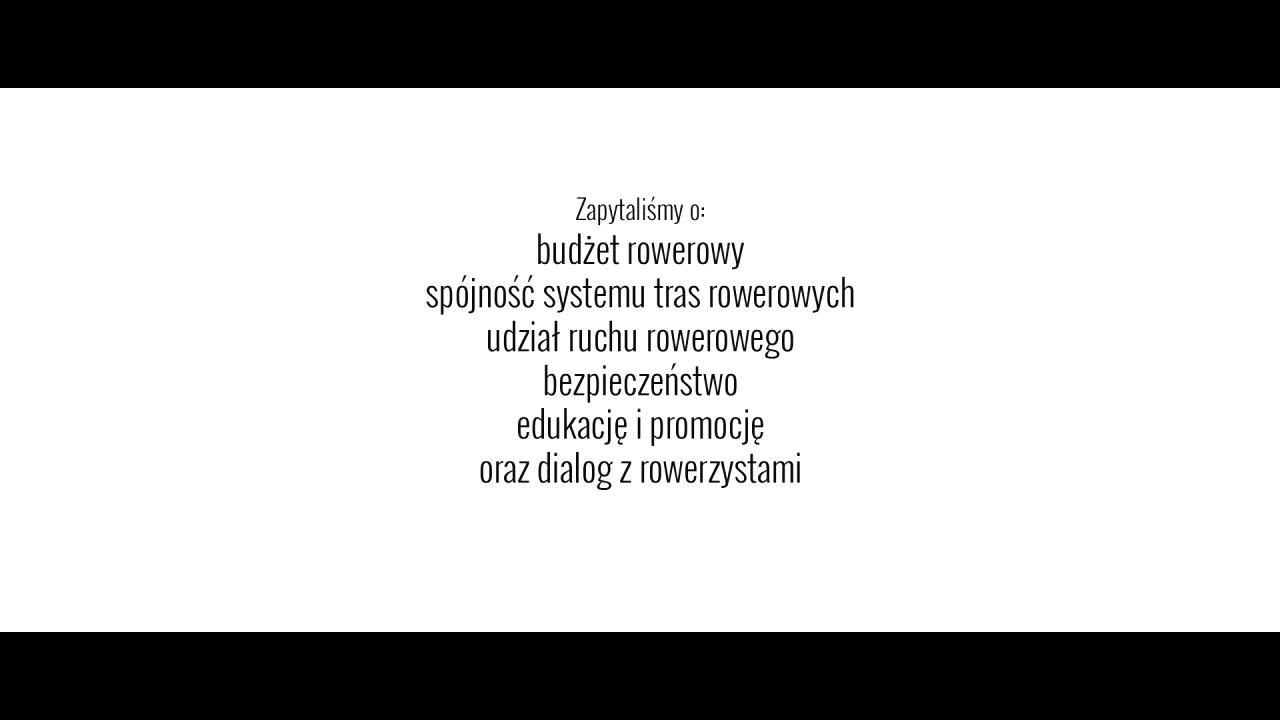 Zapytaliśmy o:
budżet rowerowy
spójność systemu tras rowerowych
udział ruchu rowerowego
bezpieczeństwo
edukację i promocję
oraz dialog z rowerzystami